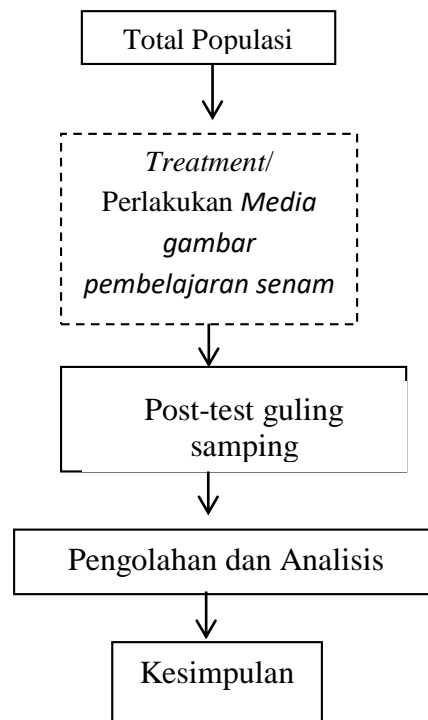 Total Populasi
Treatment/
Perlakukan Media
gambar
pembelajaran senam
Post-test guling
samping
Pengolahan dan Analisis
Kesimpulan